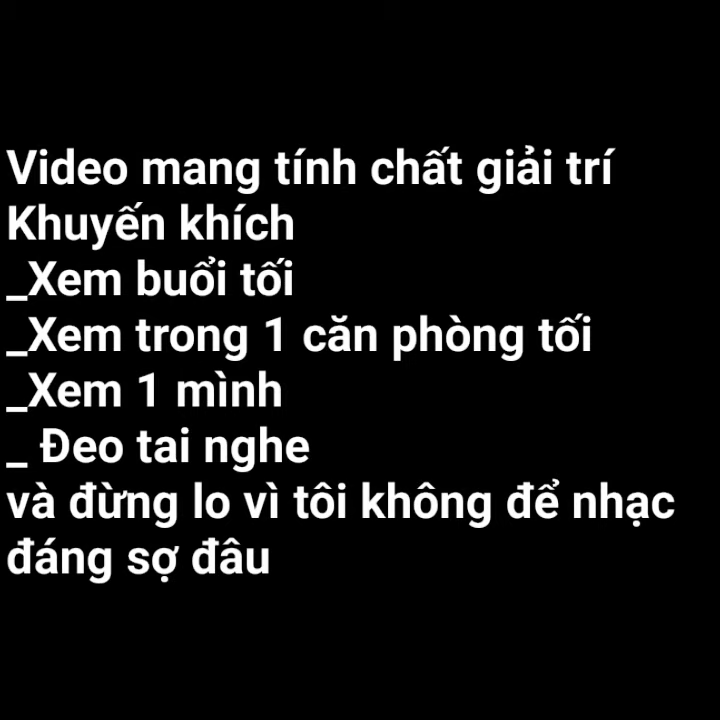 Video mang tính chất giải trí
Khuyến khích
_Xem buổi tối
_Xem trong 1 căn phòng tối
_Xem 1 mình
_ Đeo tai nghe
và đừng lo vì tôi không để nhạc
đáng sợ đâu